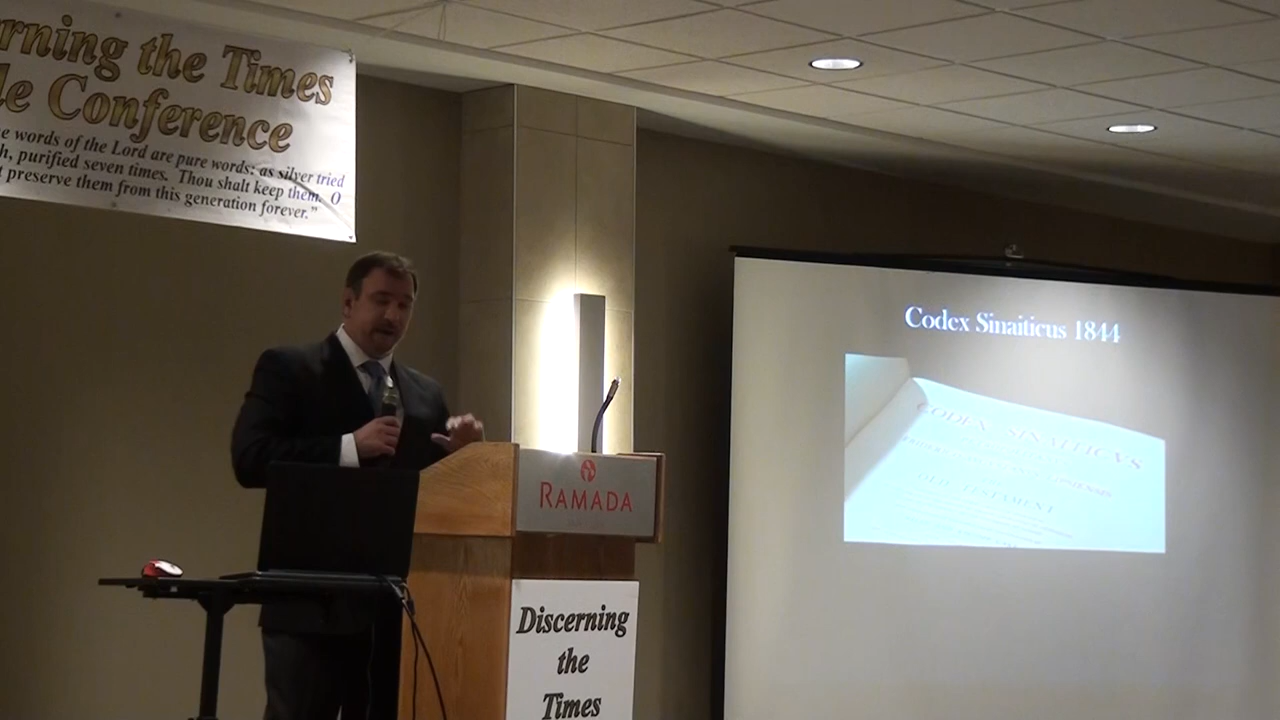 rning the Times
le Conference
e words of the Lord are pure words: as silver tried
h, purified seven times. Thou shalt keep them, O
t preserve them from this generation forever."
Codex Sinaiticus 1844
CODEX SINAITICVS
OLD TESTAMENT
RAMADA
Discerning
the
Times